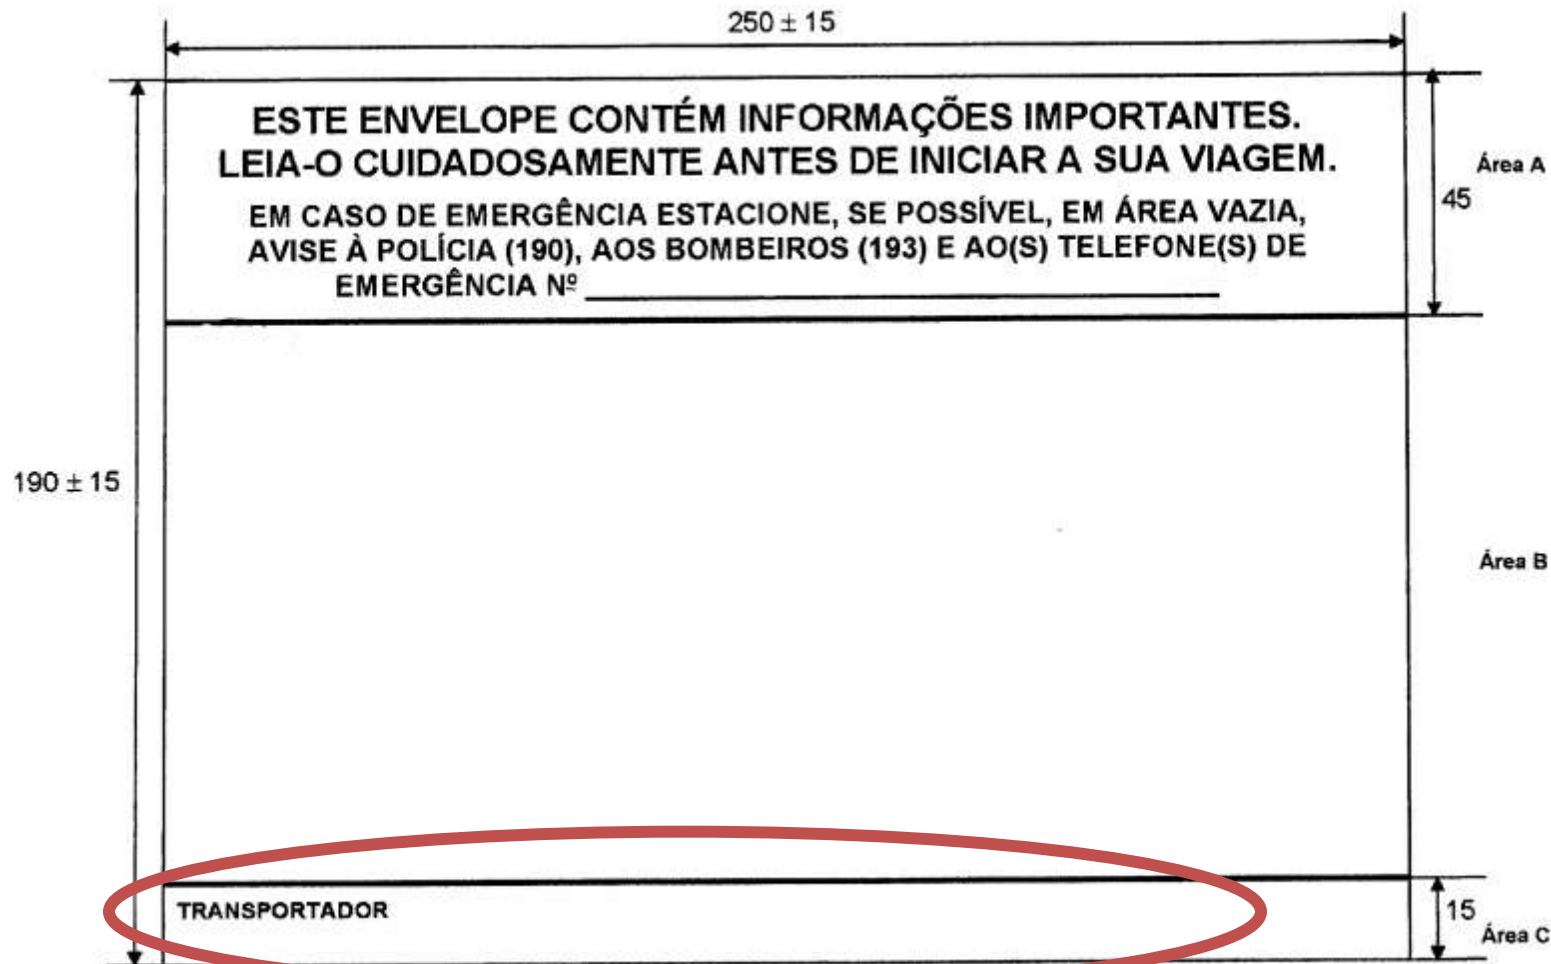 250 ± 15
ESTE ENVELOPE CONTÉM INFORMAÇÕES IMPORTANTES.
LEIA-O CUIDADOSAMENTE ANTES DE INICIAR A SUA VIAGEM.
Área A
45
EM CASO DE EMERGÊNCIA ESTACIONE, SE POSSÍVEL, EM ÁREA VAZIA,
AVISE À POLÍCIA (190), AOS BOMBEIROS (193) E AO(S) TELEFONE(S) DE
EMERGÊNCIA Nº
190 ± 15
Área B
TRANSPORTADOR
15
Área C